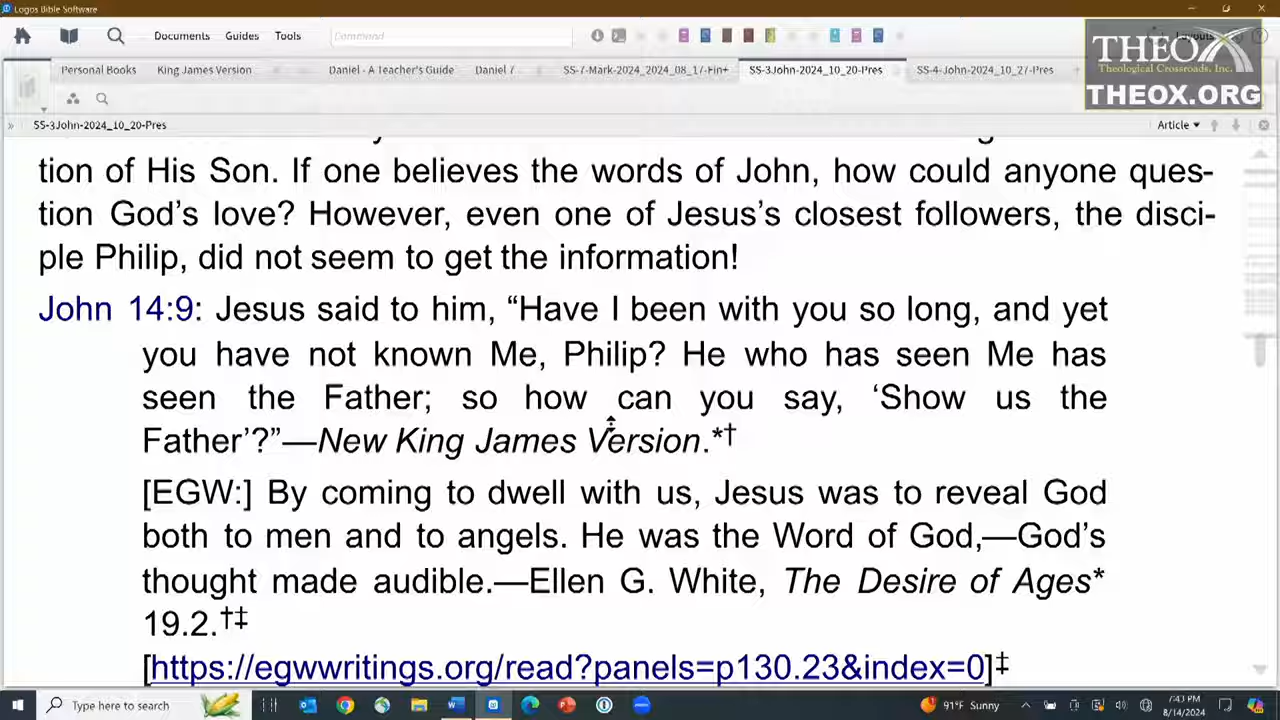 Logos Bible Software
Documents Guides Tools Command Layouts
THEOX
Theological Crossroads, Inc.
THEOX.ORG
Personal Books King James Version Daniel - A Teacher's Daniel 7 SS-7-Mark-2024_2024_08_17-Fin+ SS-3John-2024_10_20-Pres SS-4-John-2024_10_27-Pres
SS-3John-2024_10_20-Pres Article
tion of His Son. If one believes the words of John, how could anyone ques-
tion God's love? However, even one of Jesus's closest followers, the disci-
ple Philip, did not seem to get the information!
John 14:9: Jesus said to him, “Have I been with you so long, and yet
you have not known Me, Philip? He who has seen Me has
seen the Father; so how can you say, ‘Show us the
Father’?”—New King James Version.*†
[EGW:] By coming to dwell with us, Jesus was to reveal God
both to men and to angels. He was the Word of God,—God's
thought made audible.—Ellen G. White, The Desire of Ages*
19.2.†‡
[https://egwwritings.org/read?panels=p130.23&index=0]‡
Type here to search 91°F Sunny 7:43 PM
8/14/2024